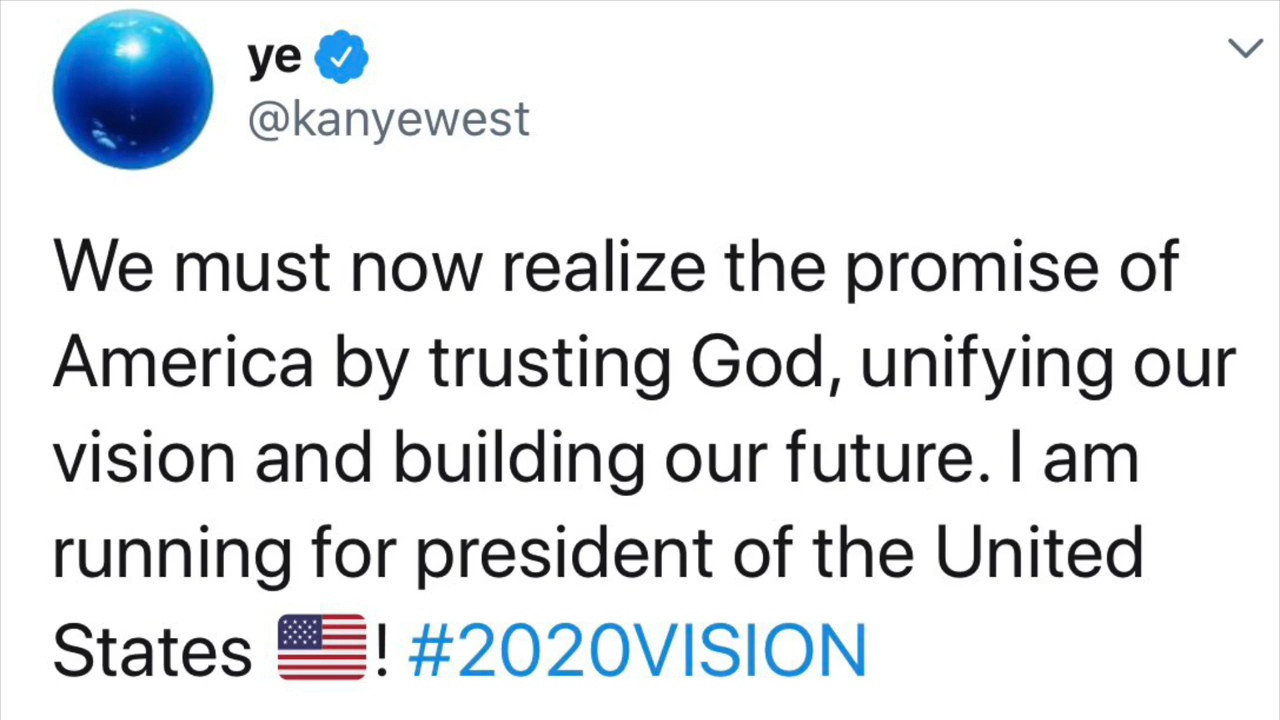 ye
@kanyewest
We must now realize the promise of
America by trusting God, unifying our
vision and building our future. I am
running for president of the United
States 🇺🇸! #2020VISION